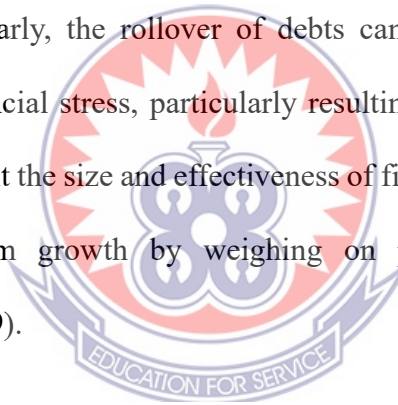 arly, the rollover of debts can
cial stress, particularly resultin
t the size and effectiveness of fi
m growth by weighing on
).
EDUCATION FOR SERVICE